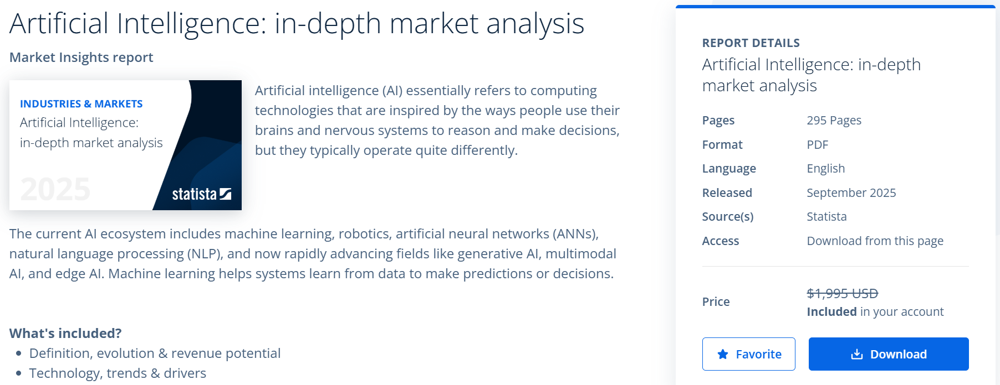 Artificial Intelligence: in-depth market analysis
Market Insights report
INDUSTRIES & MARKETS
Artificial Intelligence:
in-depth market analysis
2025
statista
Artificial intelligence (AI) essentially refers to computing
technologies that are inspired by the ways people use their
brains and nervous systems to reason and make decisions,
but they typically operate quite differently.
The current AI ecosystem includes machine learning, robotics, artificial neural networks (ANNs),
natural language processing (NLP), and now rapidly advancing fields like generative AI, multimodal
AI, and edge AI. Machine learning helps systems learn from data to make predictions or decisions.
What's included?
• Definition, evolution & revenue potential
• Technology, trends & drivers
REPORT DETAILS
Artificial Intelligence: in-depth
market analysis
Pages 295 Pages
Format PDF
Language English
Released September 2025
Source(s) Statista
Access Download from this page
Price $1,995 USD
Included in your account
Favorite Download